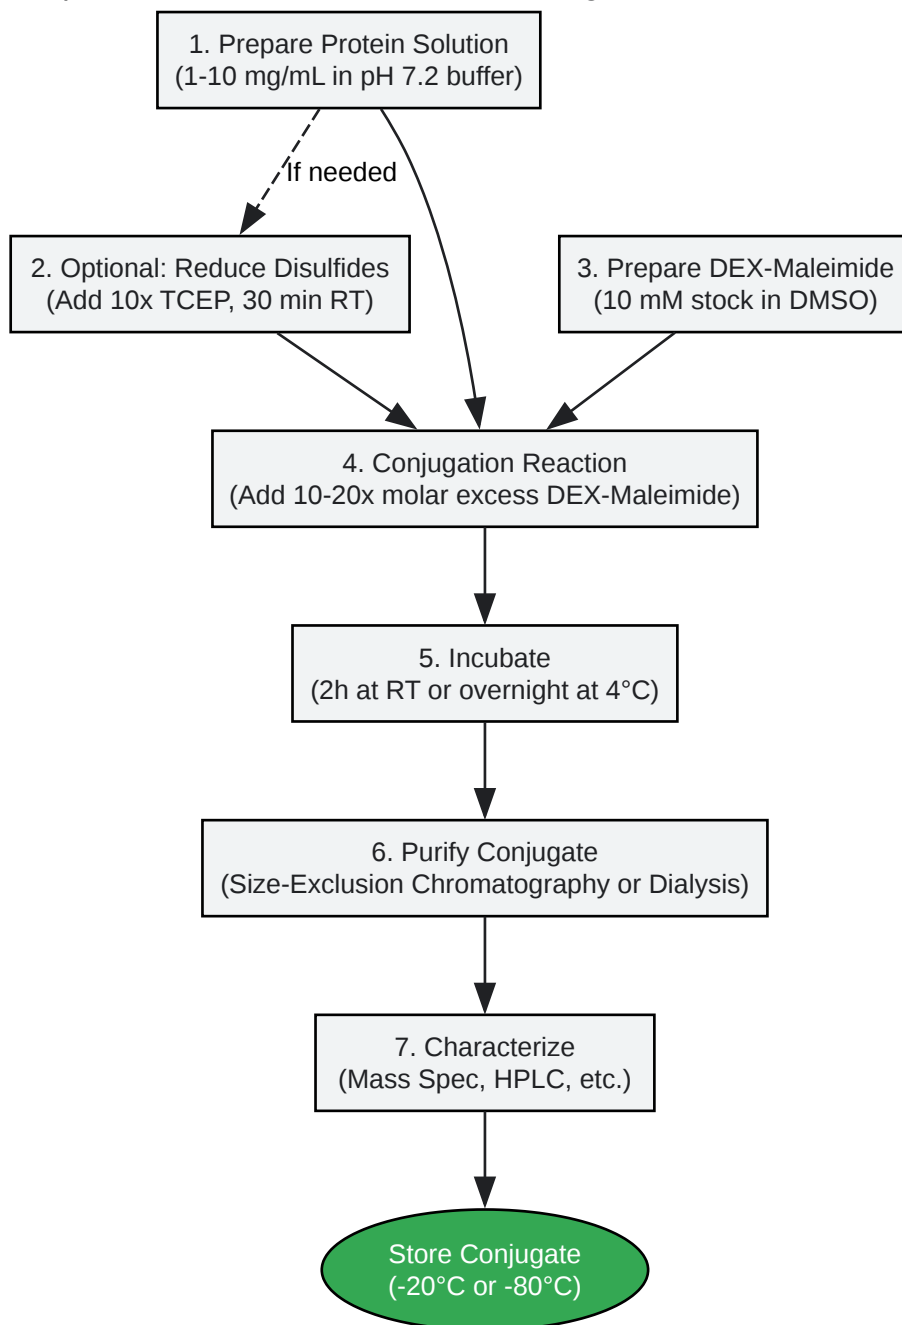 1. Prepare Protein Solution
(1-10 mg/mL in pH 7.2 buffer)
If needed
2. Optional: Reduce Disulfides
(Add 10x TCEP, 30 min RT)
3. Prepare DEX-Maleimide
(10 mM stock in DMSO)
4. Conjugation Reaction
(Add 10-20x molar excess DEX-Maleimide)
5. Incubate
(2h at RT or overnight at 4°C)
6. Purify Conjugate
(Size-Exclusion Chromatography or Dialysis)
7. Characterize
(Mass Spec, HPLC, etc.)
Store Conjugate
(-20°C or -80°C)